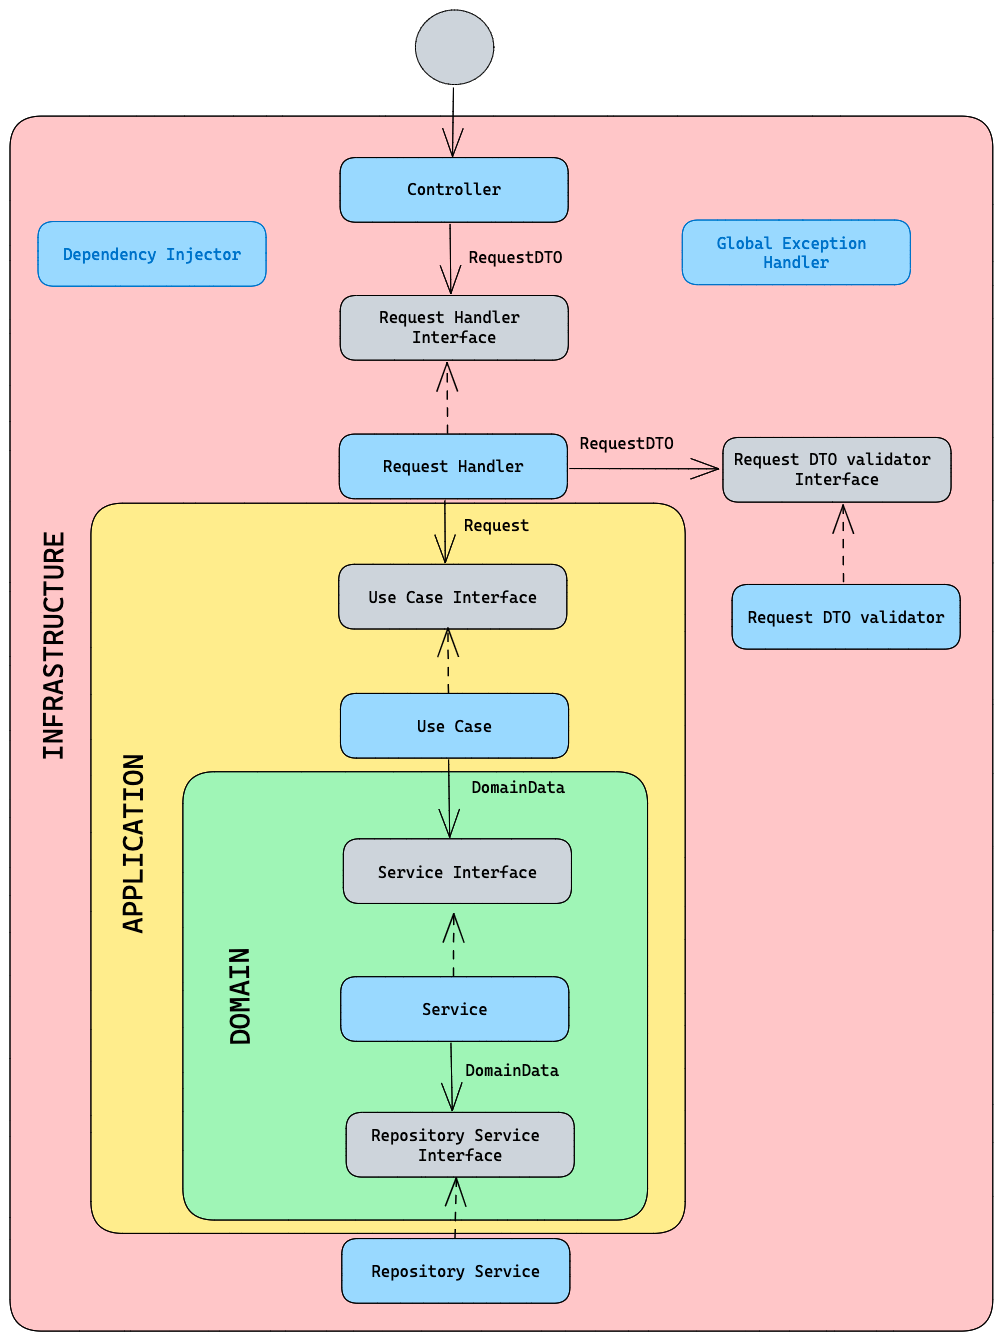 Controller
Dependency Injector
Global Exception
Handler
RequestDTO
Request Handler
Interface
Request Handler
RequestDTO
Request DTO validator
Interface
Request DTO validator
INFRASTRUCTURE
Request
Use Case Interface
Use Case
APPLICATION
DomainData
Service Interface
DOMAIN
Service
DomainData
Repository Service
Interface
Repository Service